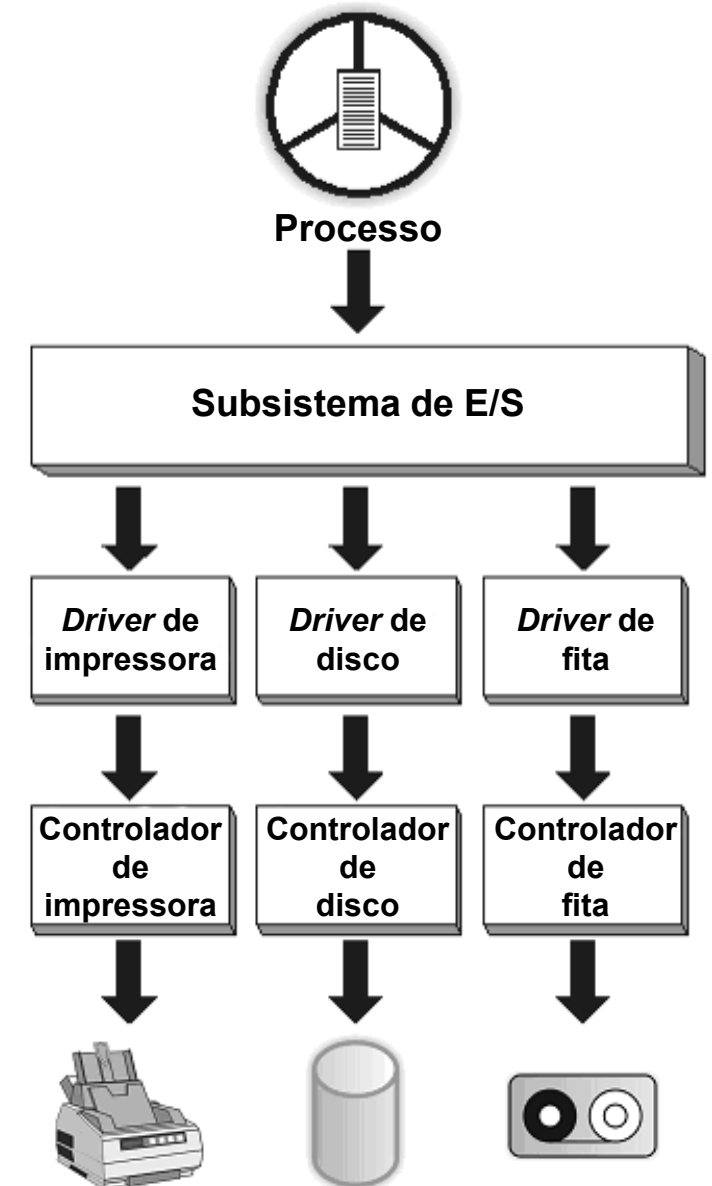 Processo
Subsistema de E/S
Driver de
impressora
Driver de
disco
Driver de
fita
Controlador
de
impressora
Controlador
de
disco
Controlador
de
fita